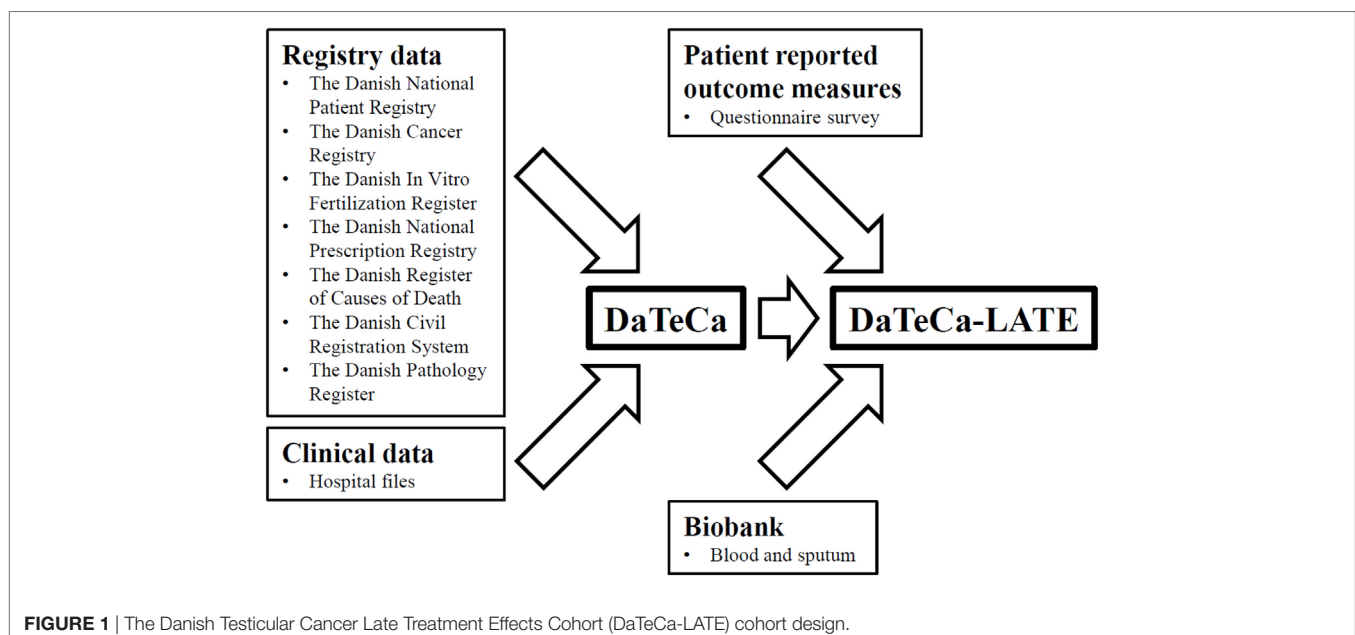 Registry data
• The Danish National
Patient Registry
• The Danish Cancer
Registry
• The Danish In Vitro
Fertilization Register
• The Danish National
Prescription Registry
• The Danish Register
of Causes of Death
• The Danish Civil
Registration System
• The Danish Pathology
Register
Clinical data
• Hospital files
Patient reported
outcome measures
• Questionnaire survey
DaTeCa
DaTeCa-LATE
Biobank
• Blood and sputum
FIGURE 1 | The Danish Testicular Cancer Late Treatment Effects Cohort (DaTeCa-LATE) cohort design.